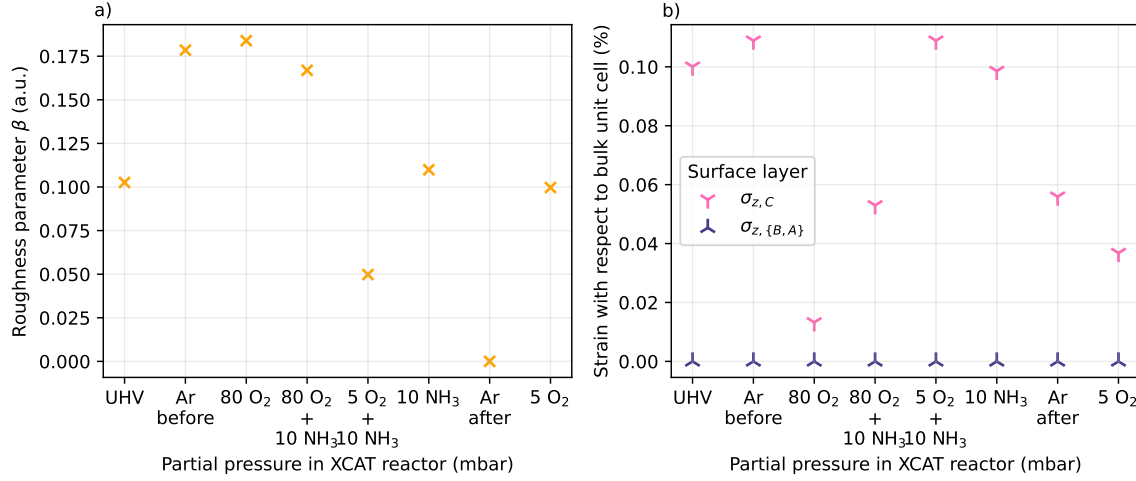 a)
Roughness parameter β (a.u.)
0.175
0.150
0.125
0.100
0.075
0.050
0.025
0.000
UHV
Ar
before
80 O₂
80 O₂
+
10 NH₃
5 O₂
+
10 NH₃
10 NH₃
Ar
after
5 O₂
Partial pressure in XCAT reactor (mbar)
b)
Strain with respect to bulk unit cell (%)
0.10
0.08
0.06
0.04
0.02
0.00
Surface layer
σz, C
σz, {B, A}
UHV
Ar
before
80 O₂
80 O₂
+
10 NH₃
5 O₂
+
10 NH₃
10 NH₃
Ar
after
5 O₂
Partial pressure in XCAT reactor (mbar)